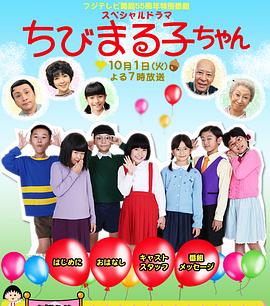 フジテレビ開局55周年特別番組
スペシャルドラマ
ちびまる子ちゃん
10月1日(火)
よる7時放送
はじめに
おはなし
キャスト
スタッフ
番組
メッセージ